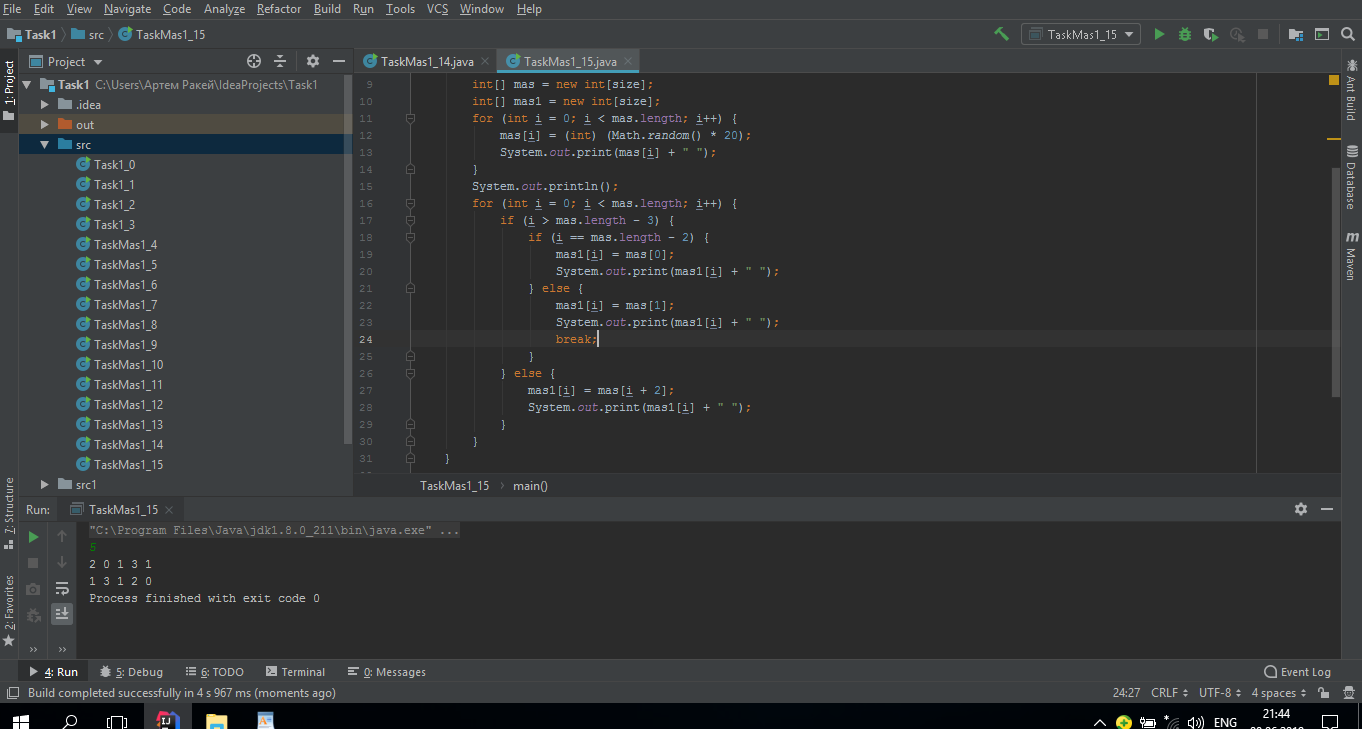 File Edit View Navigate Code Analyze Refactor Build Run Tools VCS Window Help
Task1 src TaskMas1_15
TaskMas1_15
1: Project
Project
Task1 C:\Users\Артем Ракей\IdeaProjects\Task1
.idea
out
src
Task1_0
Task1_1
Task1_2
Task1_3
TaskMas1_4
TaskMas1_5
TaskMas1_6
TaskMas1_7
TaskMas1_8
TaskMas1_9
TaskMas1_10
TaskMas1_11
TaskMas1_12
TaskMas1_13
TaskMas1_14
TaskMas1_15
src1
TaskMas1_14.java TaskMas1_15.java
9 int[] mas = new int[size];
10 int[] mas1 = new int[size];
11 for (int i = 0; i < mas.length; i++) {
12 mas[i] = (int) (Math.random() * 20);
13 System.out.print(mas[i] + " ");
14 }
15 System.out.println();
16 for (int i = 0; i < mas.length; i++) {
17 if (i > mas.length - 3) {
18 if (i == mas.length - 2) {
19 mas1[i] = mas[0];
20 System.out.print(mas1[i] + " ");
21 } else {
22 mas1[i] = mas[1];
23 System.out.print(mas1[i] + " ");
24 break;
25 }
26 } else {
27 mas1[i] = mas[i + 2];
28 System.out.print(mas1[i] + " ");
29 }
30 }
31 }
TaskMas1_15 main()
Ant Build
Database
m Maven
7: Structure
2: Favorites
Run: TaskMas1_15
"C:\Program Files\Java\jdk1.8.0_211\bin\java.exe" ...
5
2 0 1 3 1
1 3 1 2 0
Process finished with exit code 0
4: Run 5: Debug 6: TODO Terminal 0: Messages Event Log
Build completed successfully in 4 s 967 ms (moments ago) 24:27 CRLF UTF-8 4 spaces
ENG 21:44